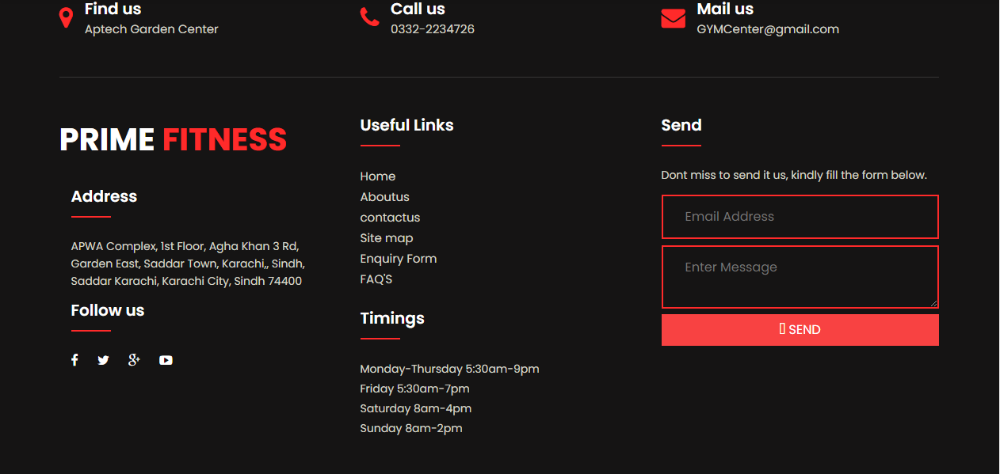 Find us
Aptech Garden Center
Call us
0332-2234726
Mail us
GYMCenter@gmail.com
PRIME FITNESS
Address
APWA Complex, 1st Floor, Agha Khan 3 Rd,
Garden East, Saddar Town, Karachi,, Sindh,
Saddar Karachi, Karachi City, Sindh 74400
Follow us
Useful Links
Home
Aboutus
contactus
Site map
Enquiry Form
FAQ'S
Timings
Monday-Thursday 5:30am-9pm
Friday 5:30am-7pm
Saturday 8am-4pm
Sunday 8am-2pm
Send
Dont miss to send it us, kindly fill the form below.
Email Address
Enter Message
SEND